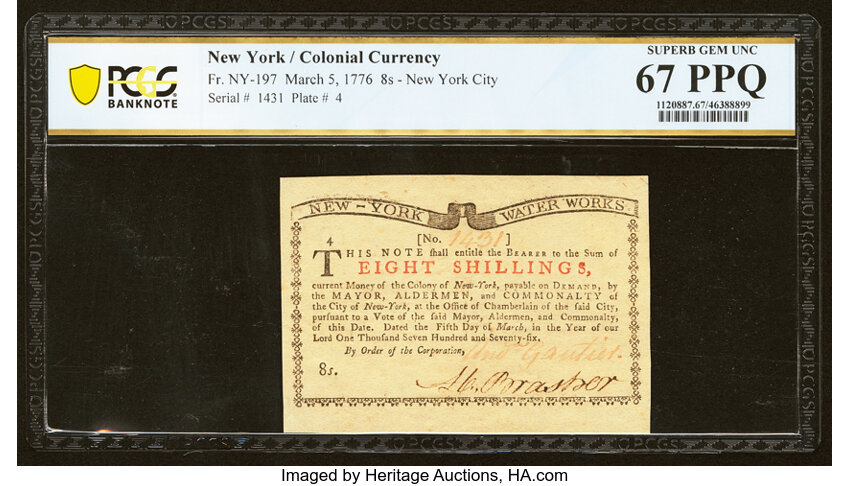 PCGS
New York / Colonial Currency
Fr. NY-197 March 5, 1776 8s - New York City
Serial # 1431 Plate # 4
PCGS
BANKNOTE
SUPERB GEM UNC
67 PPQ
1120887.67/46388899
NEW-YORK WATER WORKS.
4
[No. 1431]
THIS NOTE ſhall entitle the BEARER to the Sum of
EIGHT SHILLINGS,
current Money of the Colony of New-York, payable on DEMAND, by
the MAYOR, ALDERMEN, and COMMONALTY of
the City of New-York, at the Office of Chamberlain of the ſaid City,
purſuant to a Vote of the ſaid Mayor, Aldermen, and Commonalty,
of this Date. Dated the Fifth Day of March, in the Year of our
Lord One Thouſand Seven Hundred and Seventy-ſix.
By Order of the Corporation, And. Gautier.
8s.
Ab. Brasher
Imaged by Heritage Auctions, HA.com